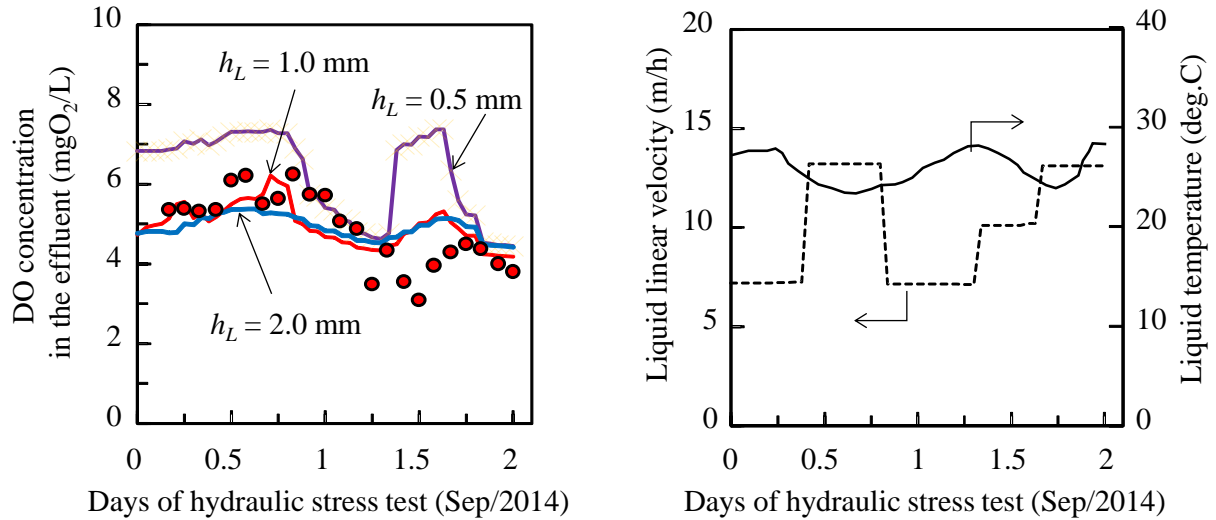 10
8
6
4
2
0
DO concentration
in the effluent (mgO2/L)
hL = 1.0 mm
hL = 0.5 mm
hL = 2.0 mm
0 0.5 1 1.5 2
Days of hydraulic stress test (Sep/2014)
20
15
10
5
0
Liquid linear velocity (m/h)
40
30
20
10
0
Liquid temperature (deg.C)
0 0.5 1 1.5 2
Days of hydraulic stress test (Sep/2014)